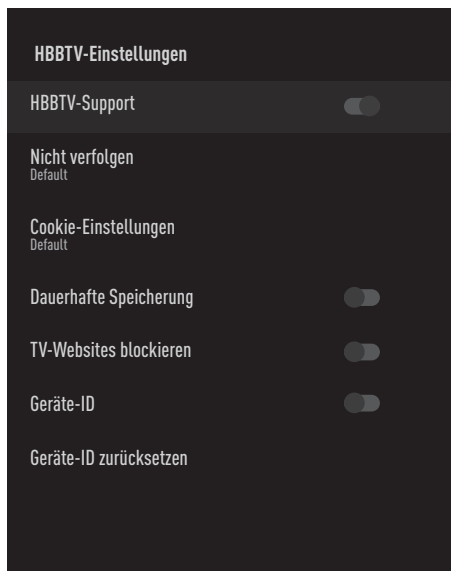 HBBTV-Einstellungen
HBBTV-Support
Nicht verfolgen
Default
Cookie-Einstellungen
Default
Dauerhafte Speicherung
TV-Websites blockieren
Geräte-ID
Geräte-ID zurücksetzen